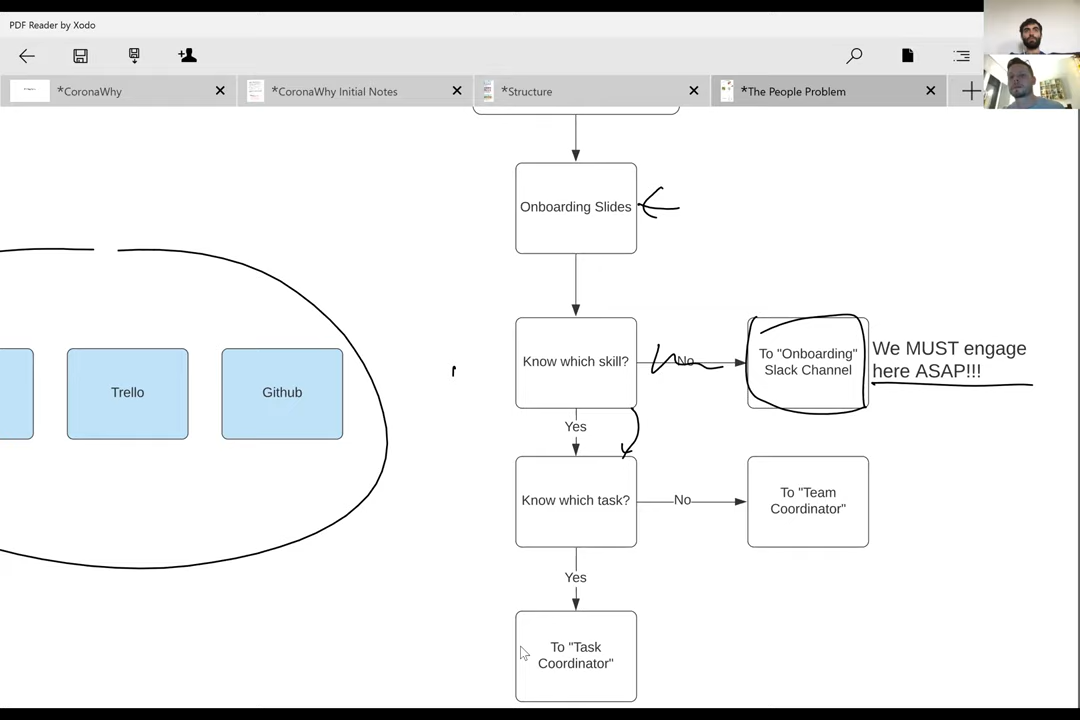 PDF Reader by Xodo
*CoronaWhy
*CoronaWhy Initial Notes
*Structure
*The People Problem
Onboarding Slides
Know which skill?
No
To "Onboarding"
Slack Channel
We MUST engage
here ASAP!!!
Trello
Github
Yes
Know which task?
No
To "Team
Coordinator"
Yes
To "Task
Coordinator"